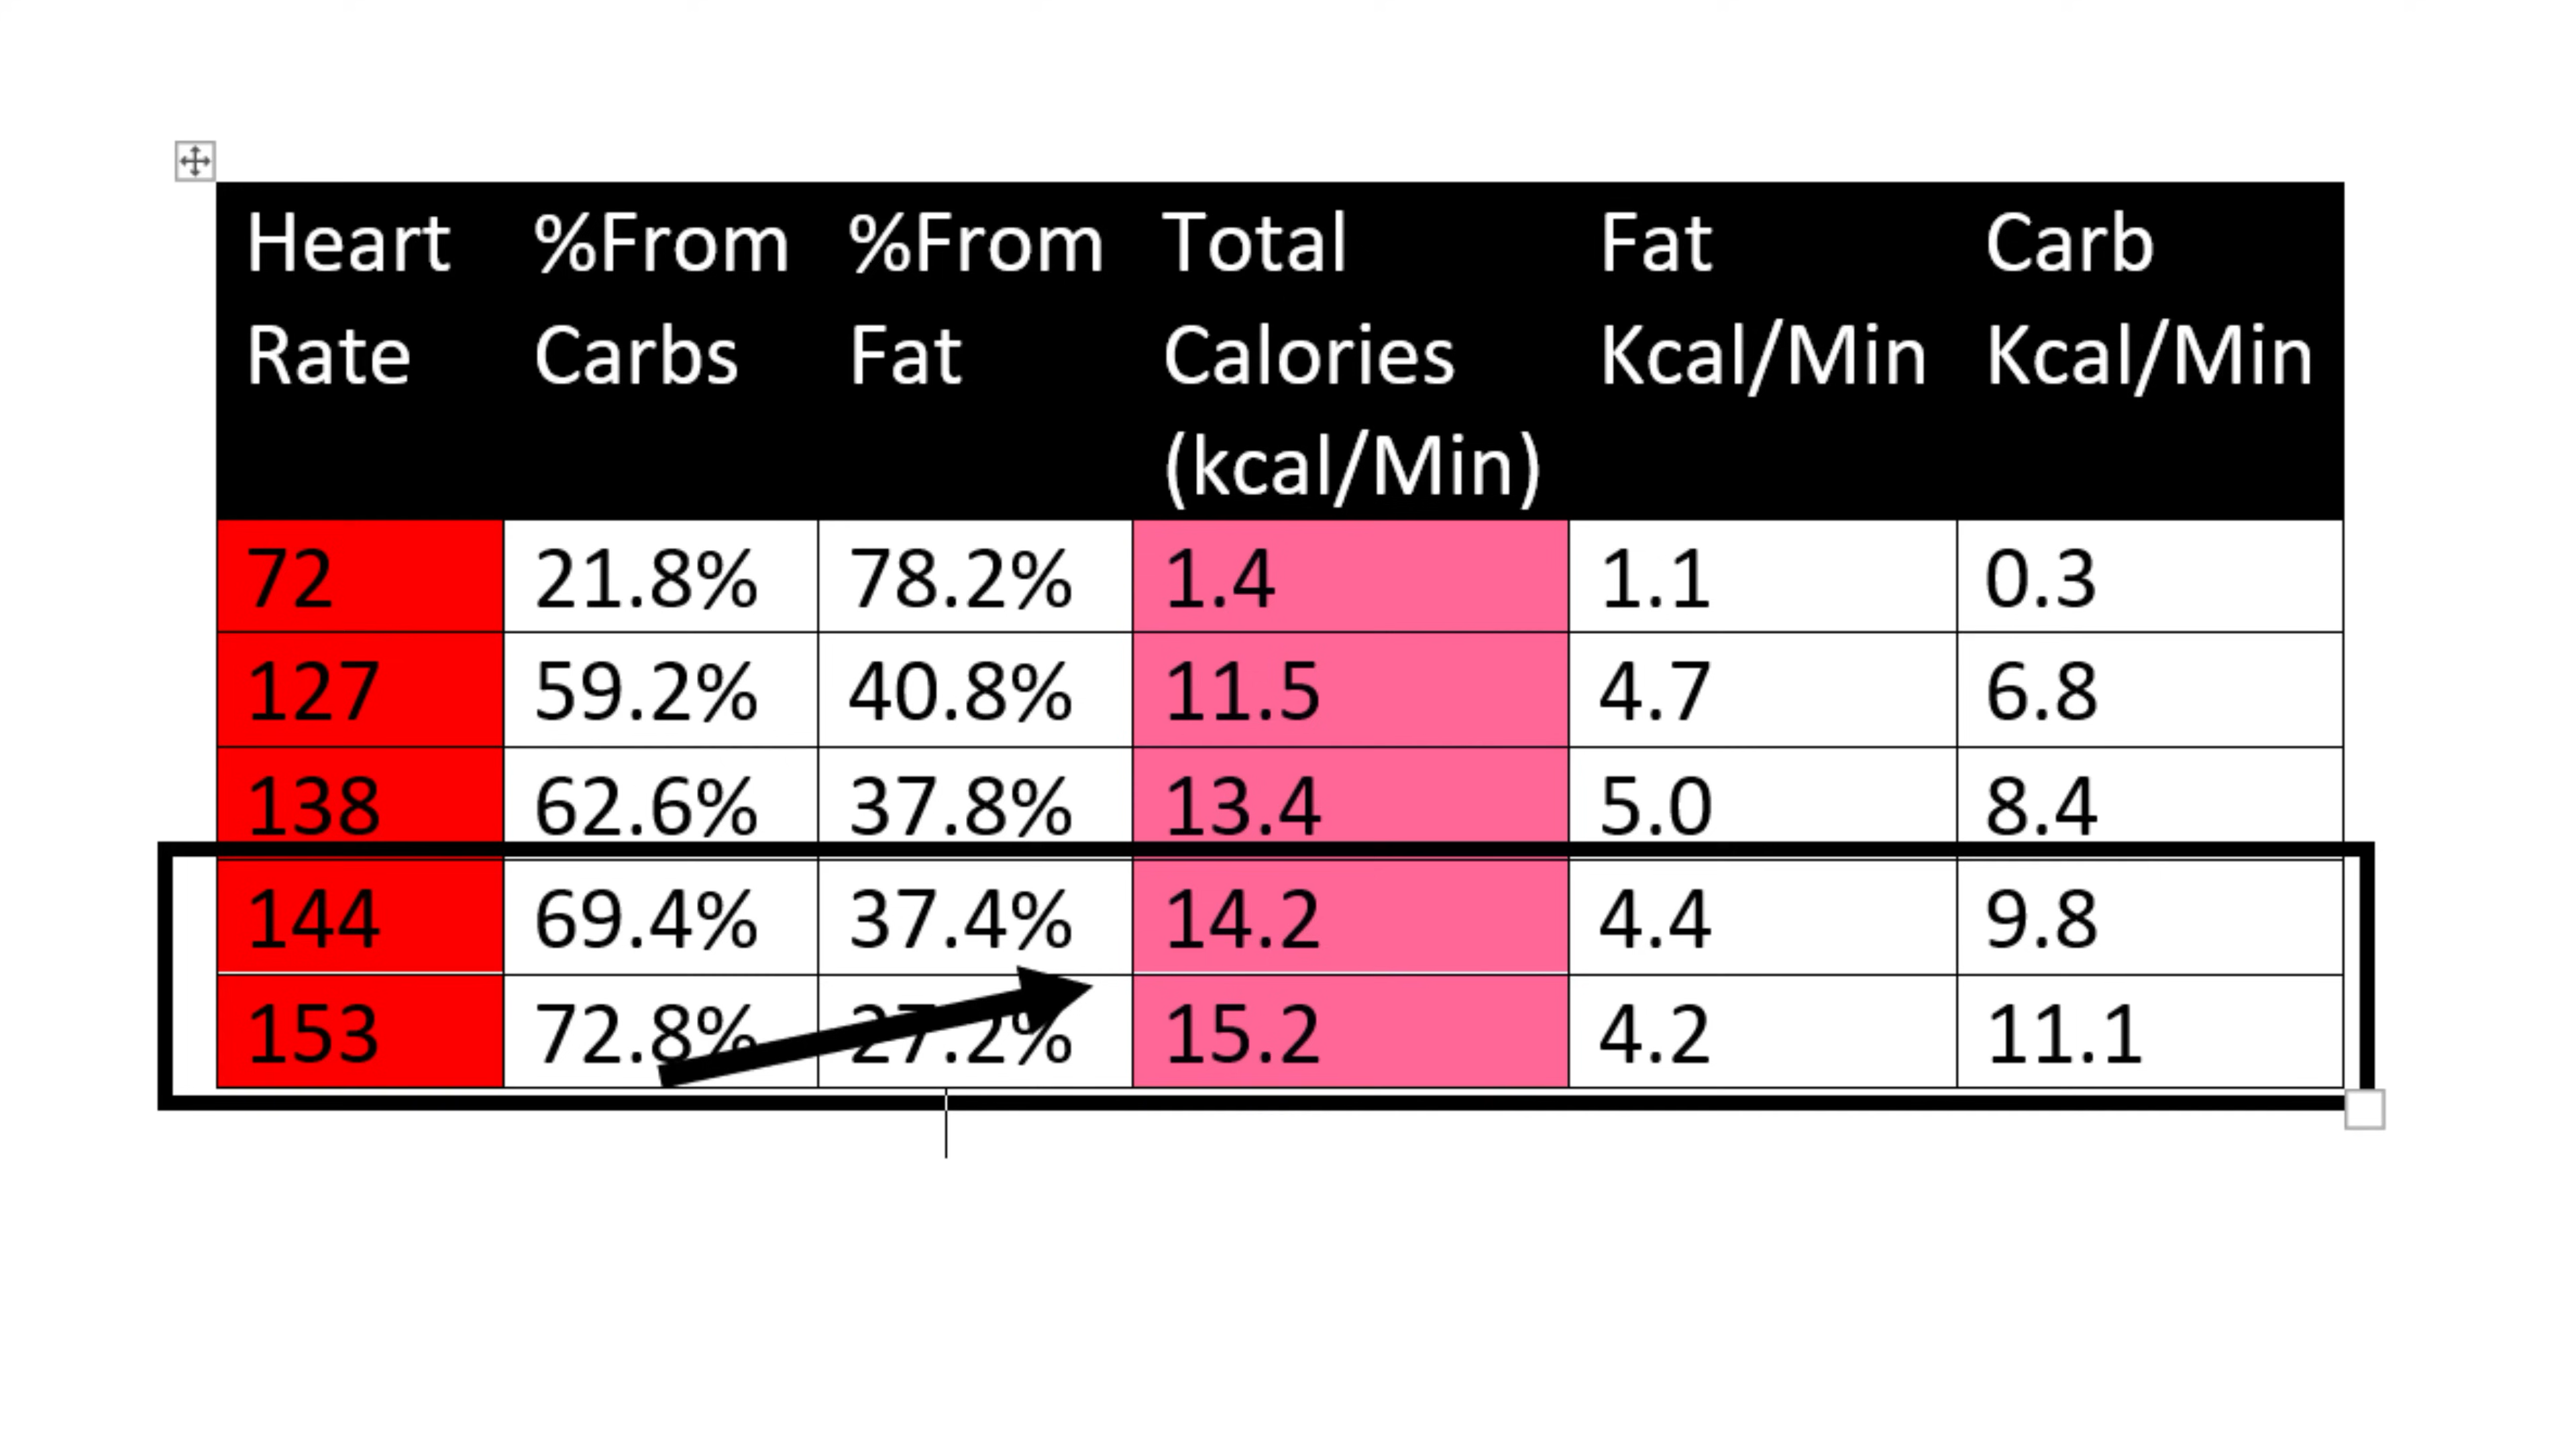 Heart Rate %From Carbs %From Fat Total Calories (kcal/Min) Fat Kcal/Min Carb Kcal/Min
72 21.8% 78.2% 1.4 1.1 0.3
127 59.2% 40.8% 11.5 4.7 6.8
138 62.6% 37.8% 13.4 5.0 8.4
144 69.4% 37.4% 14.2 4.4 9.8
153 72.8% 27.2% 15.2 4.2 11.1